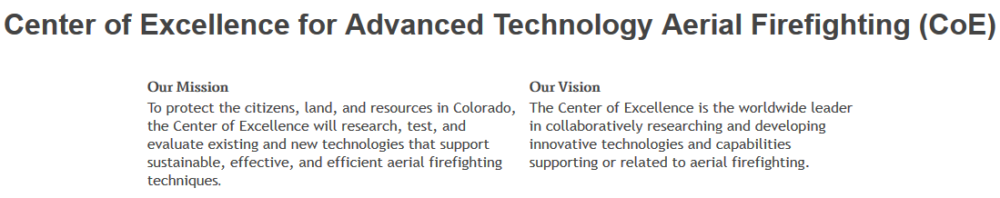 Center of Excellence for Advanced Technology Aerial Firefighting (CoE)
Our Mission
To protect the citizens, land, and resources in Colorado,
the Center of Excellence will research, test, and
evaluate existing and new technologies that support
sustainable, effective, and efficient aerial firefighting
techniques.
Our Vision
The Center of Excellence is the worldwide leader
in collaboratively researching and developing
innovative technologies and capabilities
supporting or related to aerial firefighting.